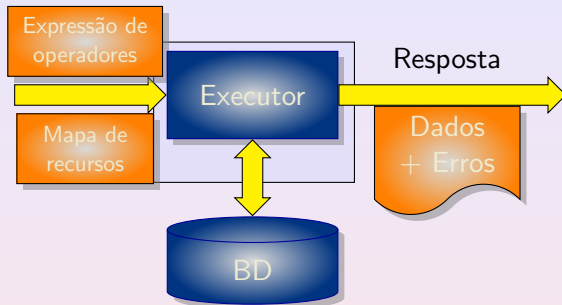 Expressão de
operadores
Mapa de
recursos
Executor
Resposta
Dados
+ Erros
BD